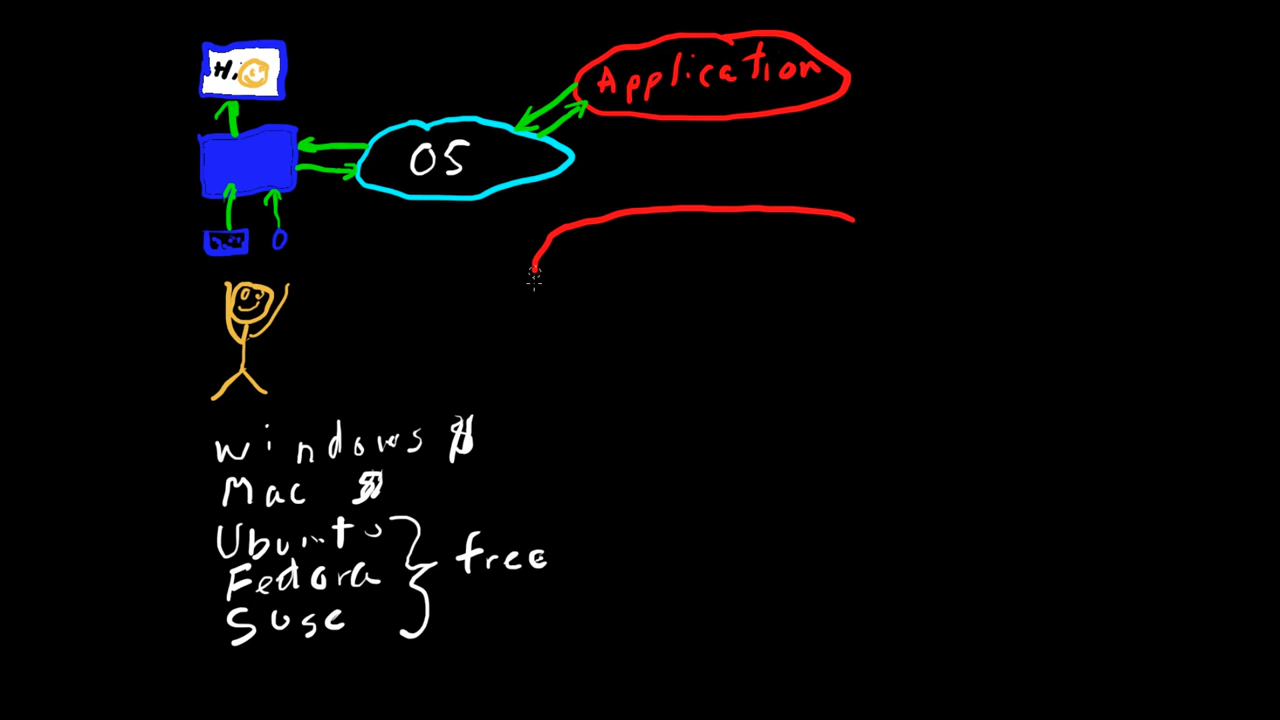 Hi
Application
OS
Windows $
Mac $
Ubuntu
Fedora
Suse
free